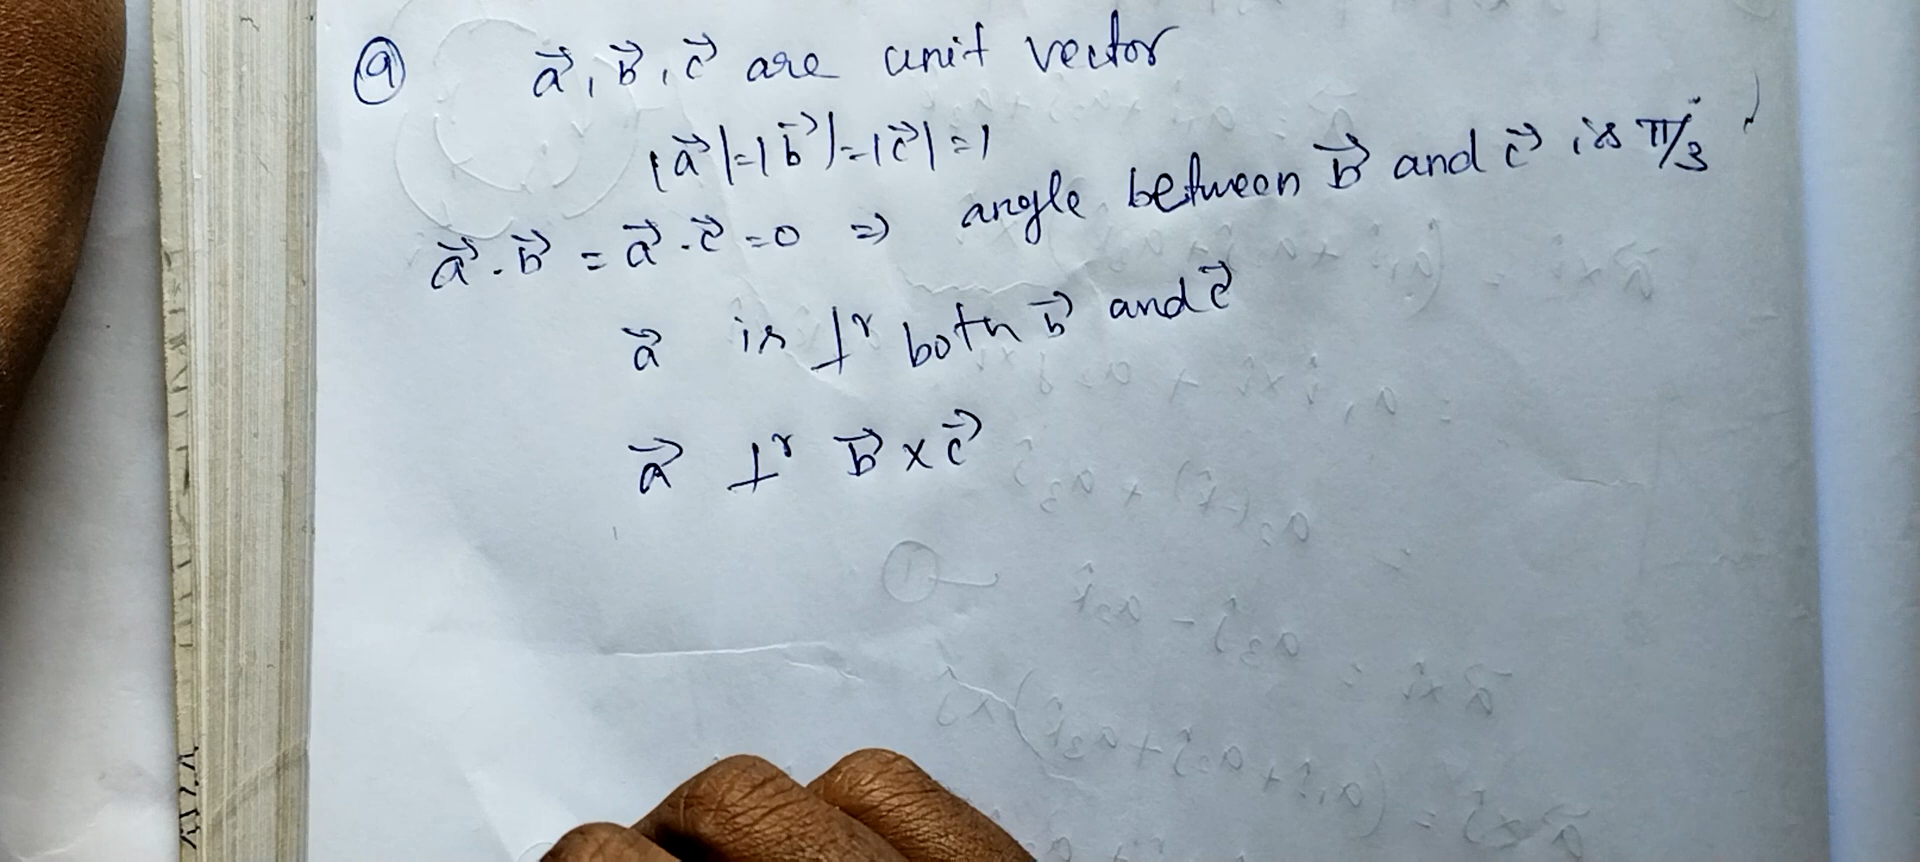 ⑨ a⃗, b⃗, c⃗ are unit vector
|a⃗|=|b⃗|=|c⃗|=1
a⃗.b⃗ = a⃗.c⃗ =0 ⇒ angle between b⃗ and c⃗ is π/3
a⃗ is ⊥r both b⃗ and c⃗
a⃗ ⊥r b⃗ × c⃗